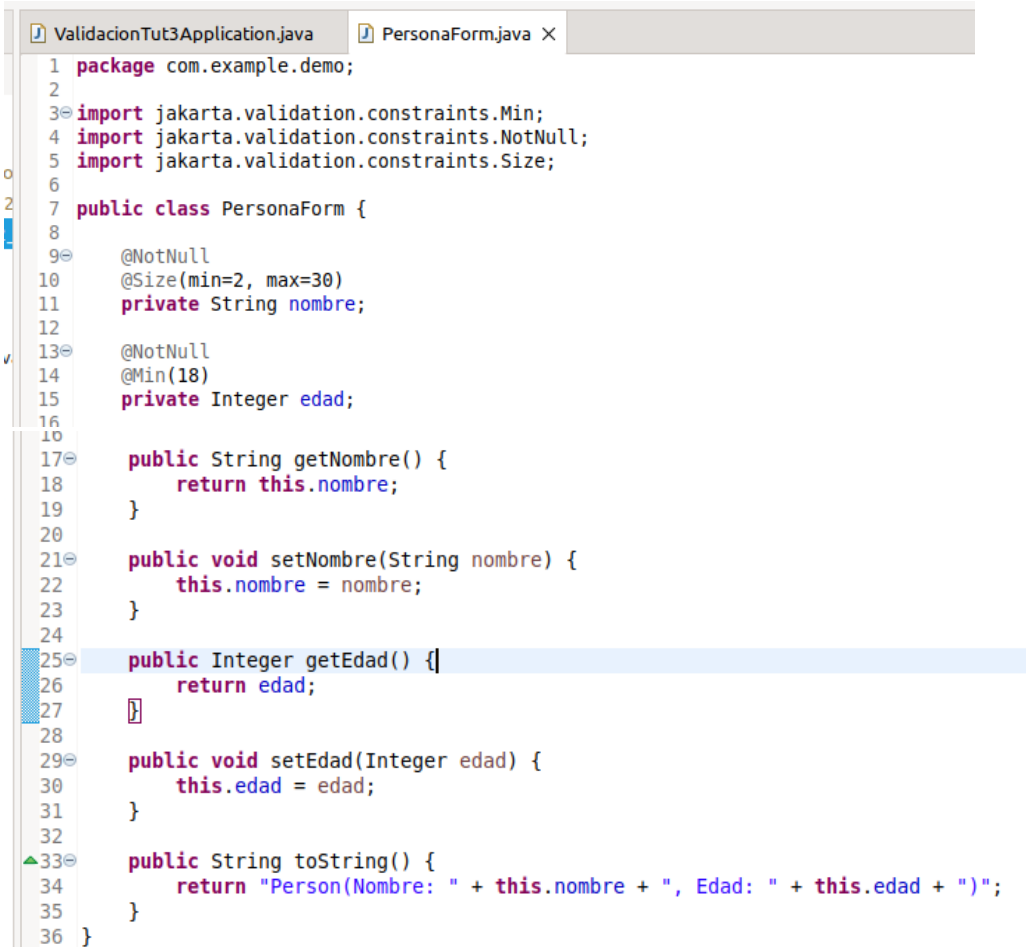 ValidacionTut3Application.java PersonaForm.java
1 package com.example.demo;
2
3 import jakarta.validation.constraints.Min;
4 import jakarta.validation.constraints.NotNull;
5 import jakarta.validation.constraints.Size;
6
7 public class PersonaForm {
8
9 @NotNull
10 @Size(min=2, max=30)
11 private String nombre;
12
13 @NotNull
14 @Min(18)
15 private Integer edad;
16
16
17 public String getNombre() {
18 return this.nombre;
19 }
20
21 public void setNombre(String nombre) {
22 this.nombre = nombre;
23 }
24
25 public Integer getEdad() {
26 return edad;
27 }
28
29 public void setEdad(Integer edad) {
30 this.edad = edad;
31 }
32
33 public String toString() {
34 return "Person(Nombre: " + this.nombre + ", Edad: " + this.edad + ")";
35 }
36 }